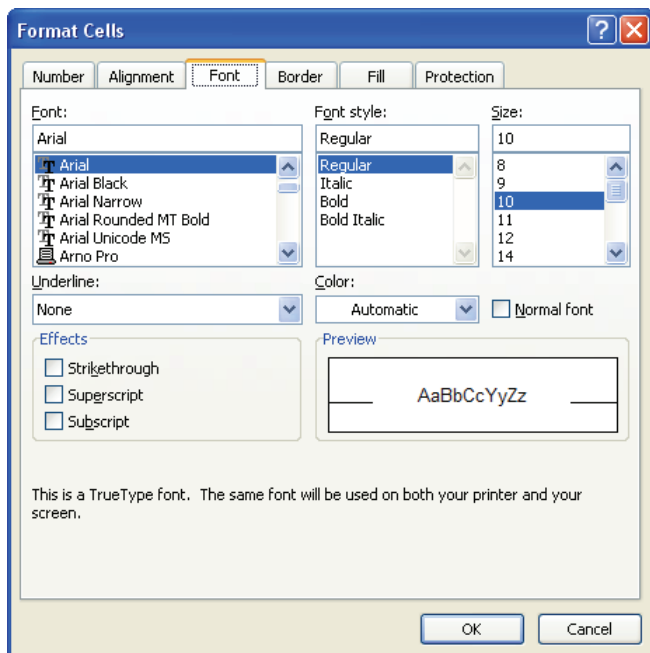 Format Cells
Number Alignment Font Border Fill Protection
Font: Font style: Size:
Arial Regular 10
Arial Regular 8
Arial Black Italic 9
Arial Narrow Bold 10
Arial Rounded MT Bold Bold Italic 11
Arial Unicode MS 12
Arno Pro 14
Underline: Color:
None Automatic Normal font
Effects Preview
Strikethrough
Superscript AaBbCcYyZz
Subscript
This is a TrueType font. The same font will be used on both your printer and your
screen.
OK Cancel